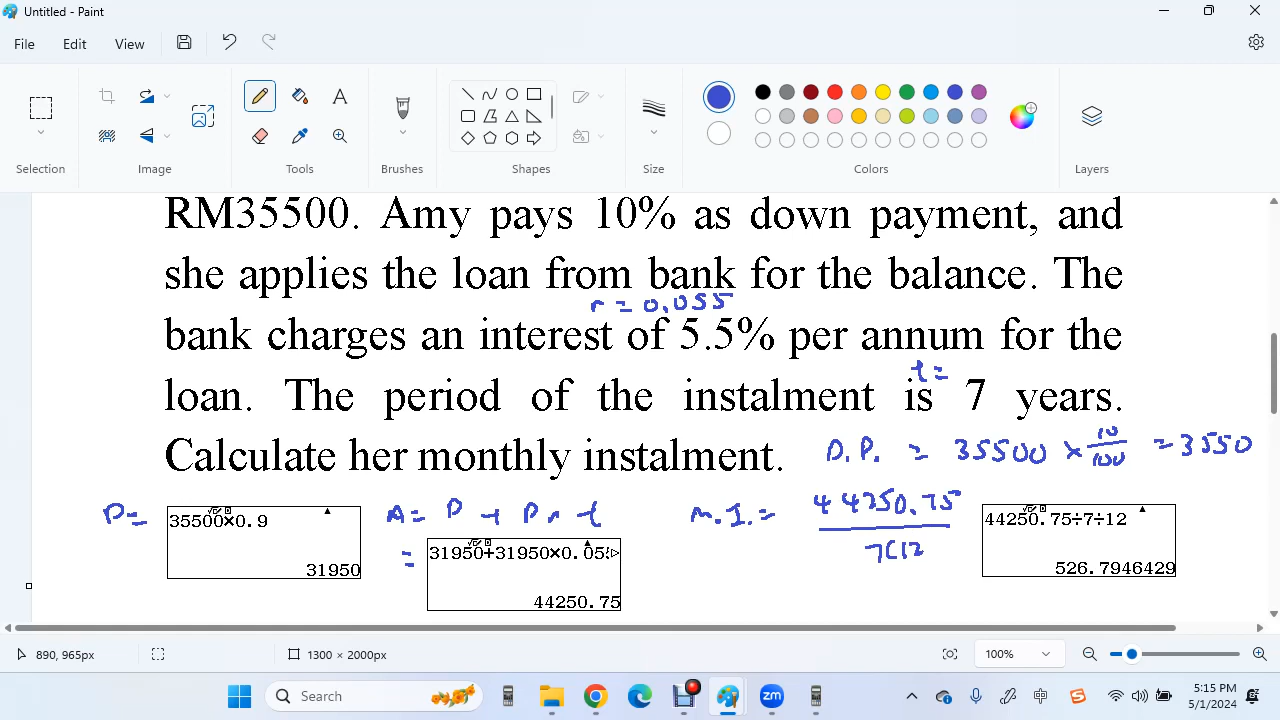 Untitled - Paint
File Edit View
Selection Image Tools Brushes Shapes Size Colors Layers
RM35500. Amy pays 10% as down payment, and
she applies the loan from bank for the balance. The
r = 0.055
bank charges an interest of 5.5% per annum for the
t =
loan. The period of the instalment is 7 years.
Calculate her monthly instalment.
D.P. = 35500 × 10/100 = 3550
P =
35500×0.9
31950
A = P + P r t
=
31950+31950×0.05
44250.75
M.I. = 44250.75
7(12
44250.75÷7÷12
526.7946429
890, 965px
1300 × 2000px
100%
Search
zm
中
S
5:15 PM
5/1/2024